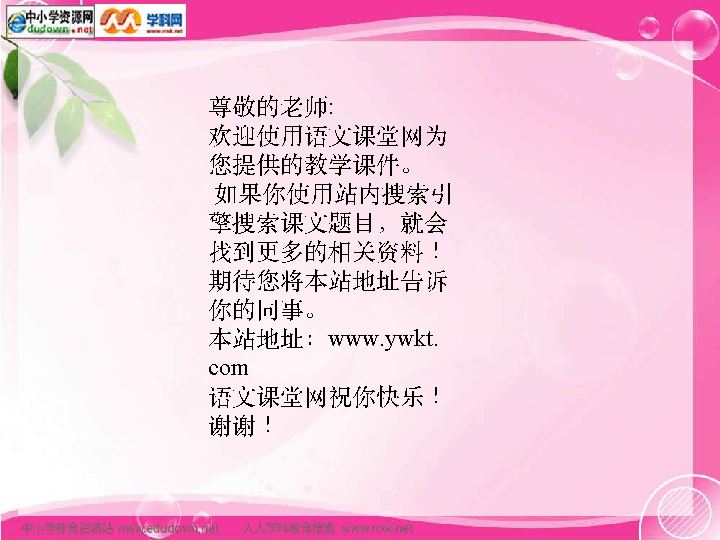 中小学资源网
dudown.net
学科网
www.nxk.net
尊敬的老师:
欢迎使用语文课堂网为
您提供的教学课件。
如果你使用站内搜索引
擎搜索课文题目，就会
找到更多的相关资料！
期待您将本站地址告诉
你的同事。
本站地址：www.ywkt.
com
语文课堂网祝你快乐！
谢谢！
中小学教育资源站 www.edudown.net 人人学科教育搜索 www.rrxk.net